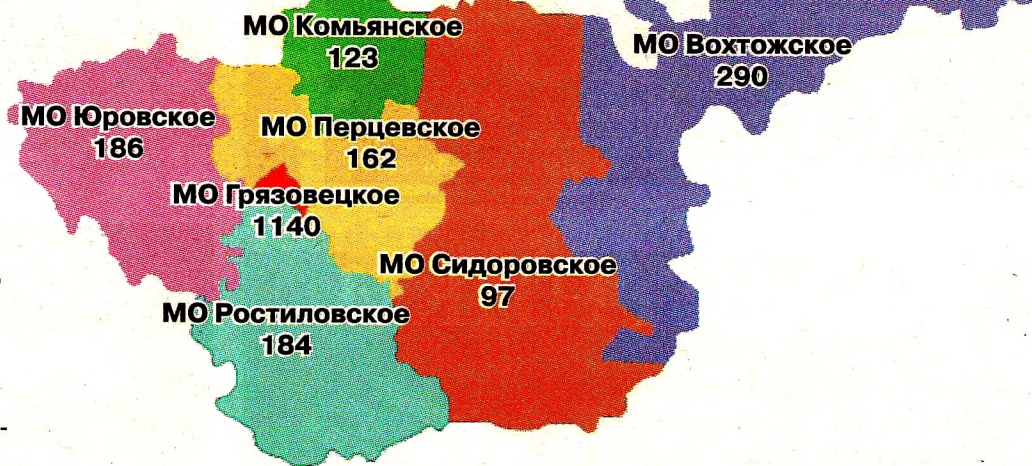 МО Комьянское
123
МО Вохтожское
290
МО Юровское
186
МО Перцевское
162
МО Грязовецкое
1140
МО Сидоровское
97
МО Ростиловское
184